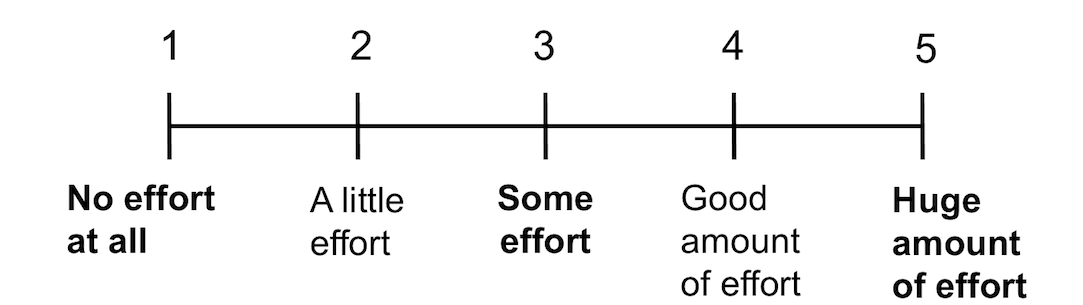 1 2 3 4 5
No effort A little Some Good Huge
at all effort effort amount amount
of effort of effort